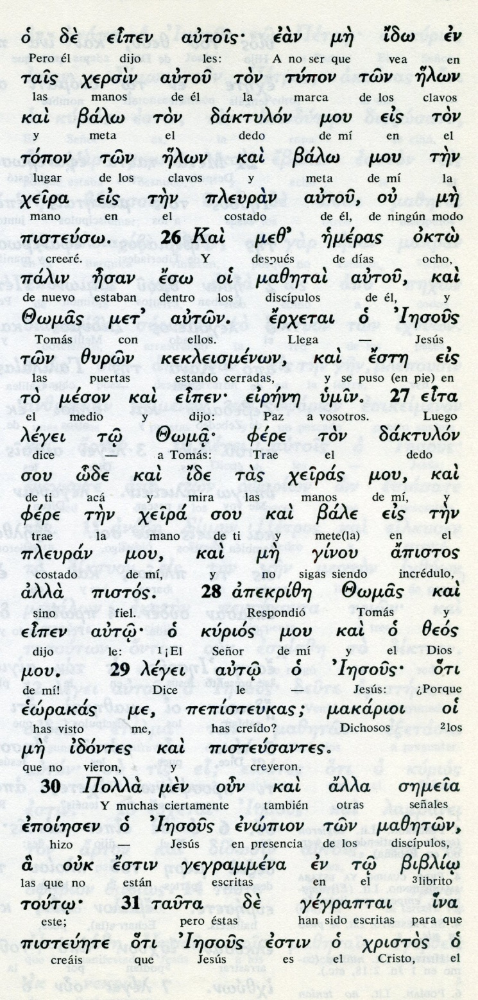 ὁ δὲ εἶπεν αὐτοῖς· ἐὰν μὴ ἴδω ἐν
Pero él dijo les: A no ser que vea en
ταῖς χερσὶν αὐτοῦ τὸν τύπον τῶν ἥλων
las manos de él la marca de los clavos
καὶ βάλω τὸν δάκτυλόν μου εἰς τὸν
y meta el dedo de mí en el
τόπον τῶν ἥλων καὶ βάλω μου τὴν
lugar de los clavos y meta de mí la
χεῖρα εἰς τὴν πλευρὰν αὐτοῦ, οὐ μὴ
mano en el costado de él, de ningún modo
πιστεύσω. 26 Καὶ μεθ’ ἡμέρας ὀκτὼ
creeré. Y después de días ocho,
πάλιν ἦσαν ἔσω οἱ μαθηταὶ αὐτοῦ, καὶ
de nuevo estaban dentro los discípulos de él, y
Θωμᾶς μετ’ αὐτῶν. ἔρχεται ὁ Ἰησοῦς
Tomás con ellos. Llega — Jesús
τῶν θυρῶν κεκλεισμένων, καὶ ἔστη εἰς
las puertas estando cerradas, y se puso (en pie) en
τὸ μέσον καὶ εἶπεν· εἰρήνη ὑμῖν. 27 εἶτα
el medio y dijo: Paz a vosotros. Luego
λέγει τῷ Θωμᾷ· φέρε τὸν δάκτυλόν
dice — a Tomás: Trae el dedo
σου ὧδε καὶ ἴδε τὰς χεῖράς μου, καὶ
de ti acá y mira las manos de mí, y
φέρε τὴν χεῖρά σου καὶ βάλε εἰς τὴν
trae la mano de ti y mete(la) en el
πλευράν μου, καὶ μὴ γίνου ἄπιστος
costado de mí, y no sigas siendo incrédulo,
ἀλλὰ πιστός. 28 ἀπεκρίθη Θωμᾶς καὶ
sino fiel. Respondió Tomás y
εἶπεν αὐτῷ· ὁ κύριός μου καὶ ὁ θεός
dijo le: ¹¡El Señor de mí y el Dios
μου. 29 λέγει αὐτῷ ὁ Ἰησοῦς· ὅτι
de mí! Dice le — Jesús: ¿Porque
ἑώρακάς με, πεπίστευκας; μακάριοι οἱ
has visto me, has creído? Dichosos ²los
μὴ ἰδόντες καὶ πιστεύσαντες.
que no vieron, y creyeron.
30 Πολλὰ μὲν οὖν καὶ ἄλλα σημεῖα
Y muchas ciertamente también otras señales
ἐποίησεν ὁ Ἰησοῦς ἐνώπιον τῶν μαθητῶν,
hizo — Jesús en presencia de los discípulos,
ἃ οὐκ ἔστιν γεγραμμένα ἐν τῷ βιβλίῳ
las que no están escritas en el ³librito
τούτῳ· 31 ταῦτα δὲ γέγραπται ἵνα
este; pero éstas han sido escritas para que
πιστεύητε ὅτι Ἰησοῦς ἐστιν ὁ χριστὸς ὁ
creáis que Jesús es el Cristo, el